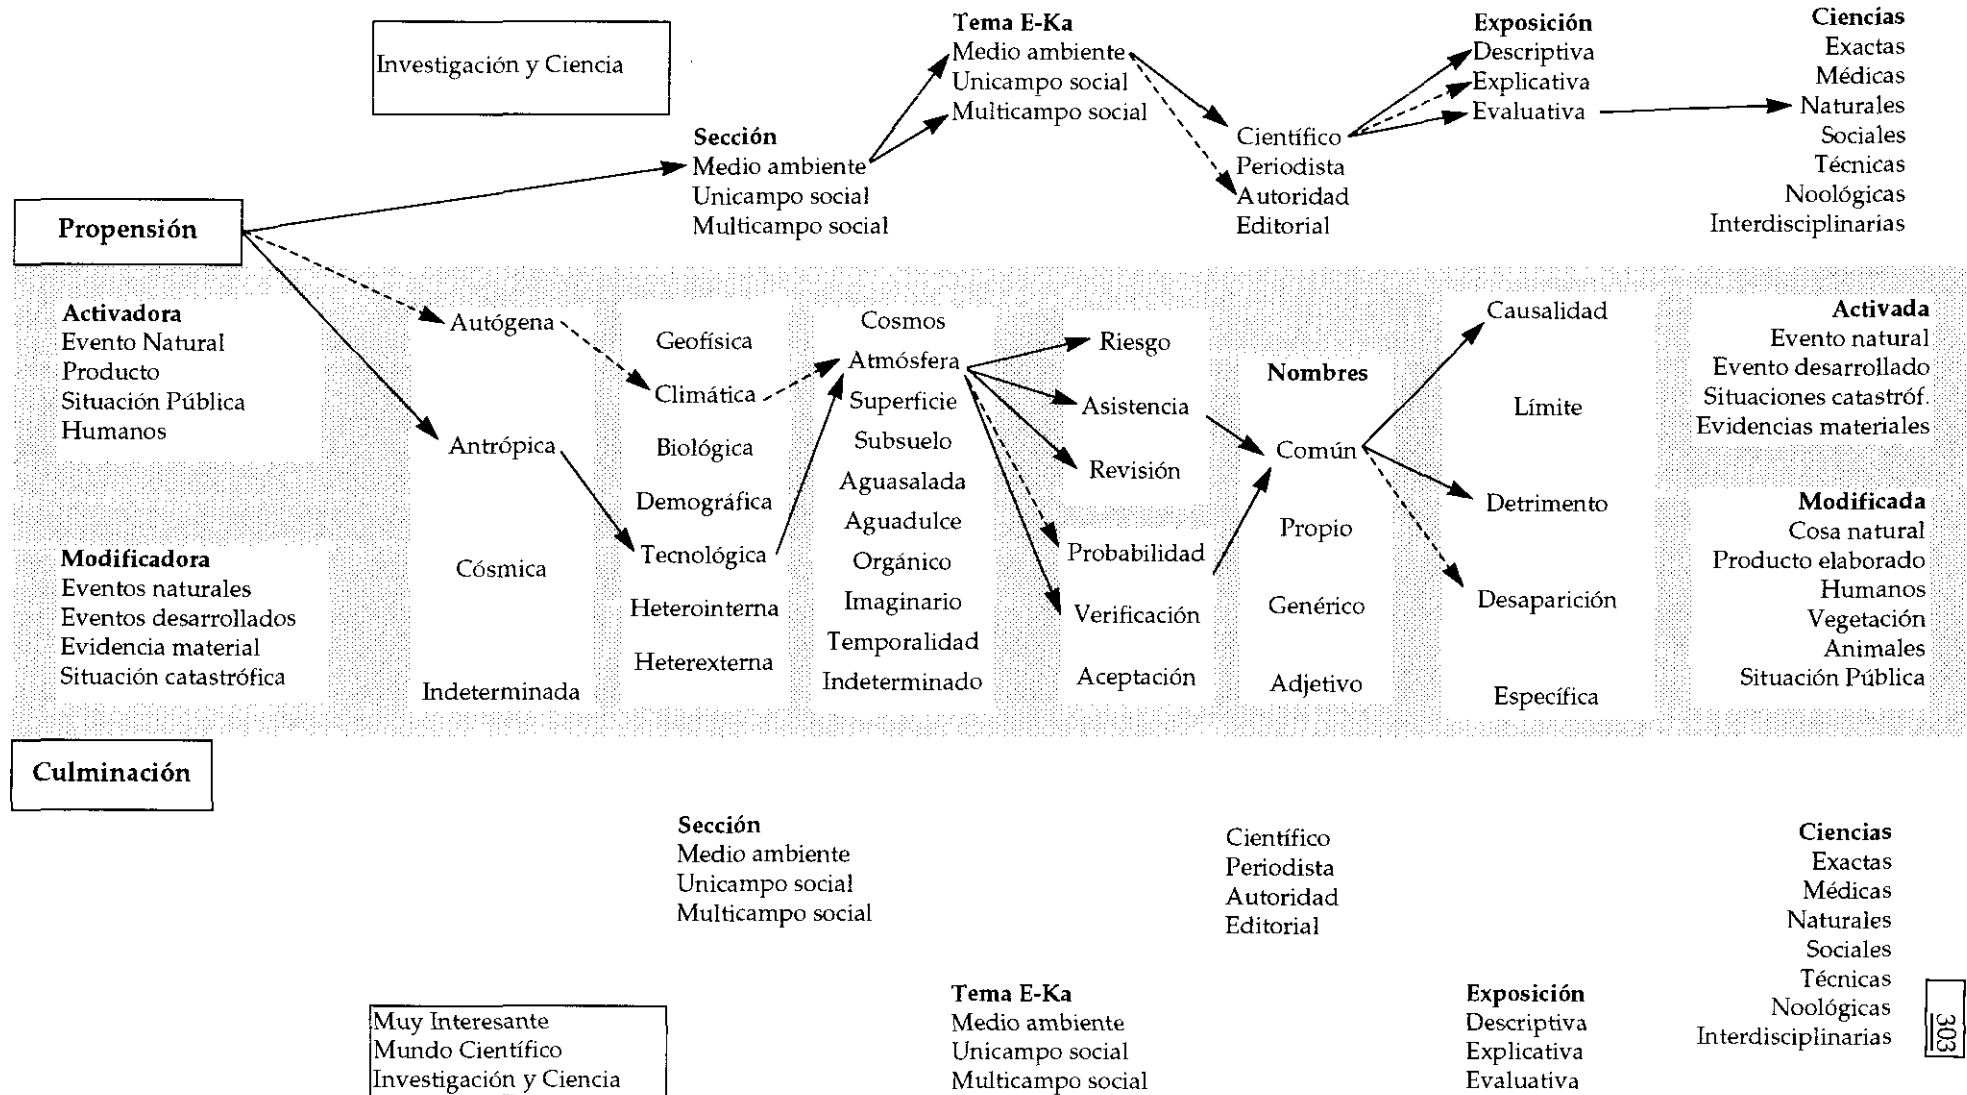 Investigación y Ciencia
Tema E-Ka
Medio ambiente
Unicampo social
Multicampo social
Exposición
Descriptiva
Explicativa
Evaluativa
Ciencias
Exactas
Médicas
Naturales
Sociales
Técnicas
Noológicas
Interdisciplinarias
Sección
Medio ambiente
Unicampo social
Multicampo social
Científico
Periodista
Autoridad
Editorial
Propensión
Activadora
Evento Natural
Producto
Situación Pública
Humanos
Modificadora
Eventos naturales
Eventos desarrollados
Evidencia material
Situación catastrófica
Autógena
Antrópica
Cósmica
Indeterminada
Geofísica
Climática
Biológica
Demográfica
Tecnológica
Heterointerna
Heterexterna
Cosmos
Atmósfera
Superficie
Subsuelo
Aguasalada
Aguadulce
Orgánico
Imaginario
Temporalidad
Indeterminado
Riesgo
Asistencia
Revisión
Probabilidad
Verificación
Aceptación
Nombres
Común
Propio
Genérico
Adjetivo
Causalidad
Límite
Detrimento
Desaparición
Específica
Activada
Evento natural
Evento desarrollado
Situaciones catastróf.
Evidencias materiales
Modificada
Cosa natural
Producto elaborado
Humanos
Vegetación
Animales
Situación Pública
Culminación
Sección
Medio ambiente
Unicampo social
Multicampo social
Científico
Periodista
Autoridad
Editorial
Ciencias
Exactas
Médicas
Naturales
Sociales
Técnicas
Noológicas
Interdisciplinarias
Muy Interesante
Mundo Científico
Investigación y Ciencia
Tema E-Ka
Medio ambiente
Unicampo social
Multicampo social
Exposición
Descriptiva
Explicativa
Evaluativa
303